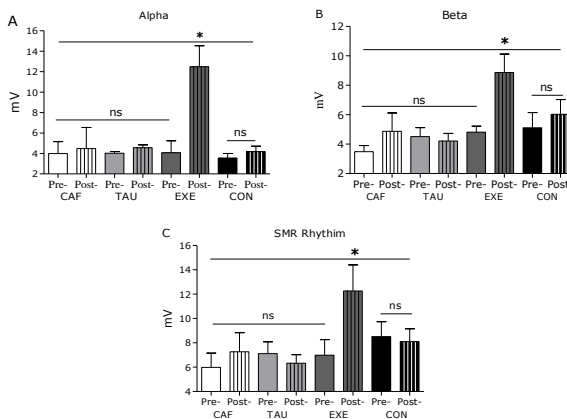 A
Alpha
*
ns
ns
mV
16
14
12
10
8
6
4
2
Pre- Post- Pre- Post- Pre- Post- Pre- Post-
CAF TAU EXE CON
B
Beta
*
ns
ns
mV
12
10
8
6
4
2
Pre- Post- Pre- Post- Pre- Post- Pre- Post-
CAF TAU EXE CON
C
SMR Rhythim
*
ns
ns
mV
16
14
12
10
8
6
4
Pre- Post- Pre- Post- Pre- Post- Pre- Post-
CAF TAU EXE CON